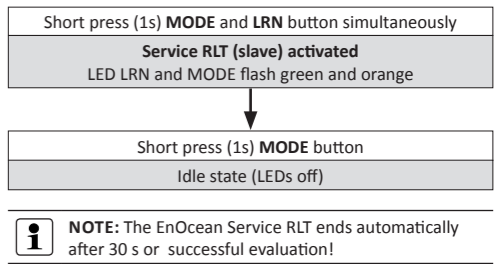 Short press (1s) MODE and LRN button simultaneously
Service RLT (slave) activated
LED LRN and MODE flash green and orange
Short press (1s) MODE button
Idle state (LEDs off)
NOTE: The EnOcean Service RLT ends automatically
after 30 s or successful evaluation!